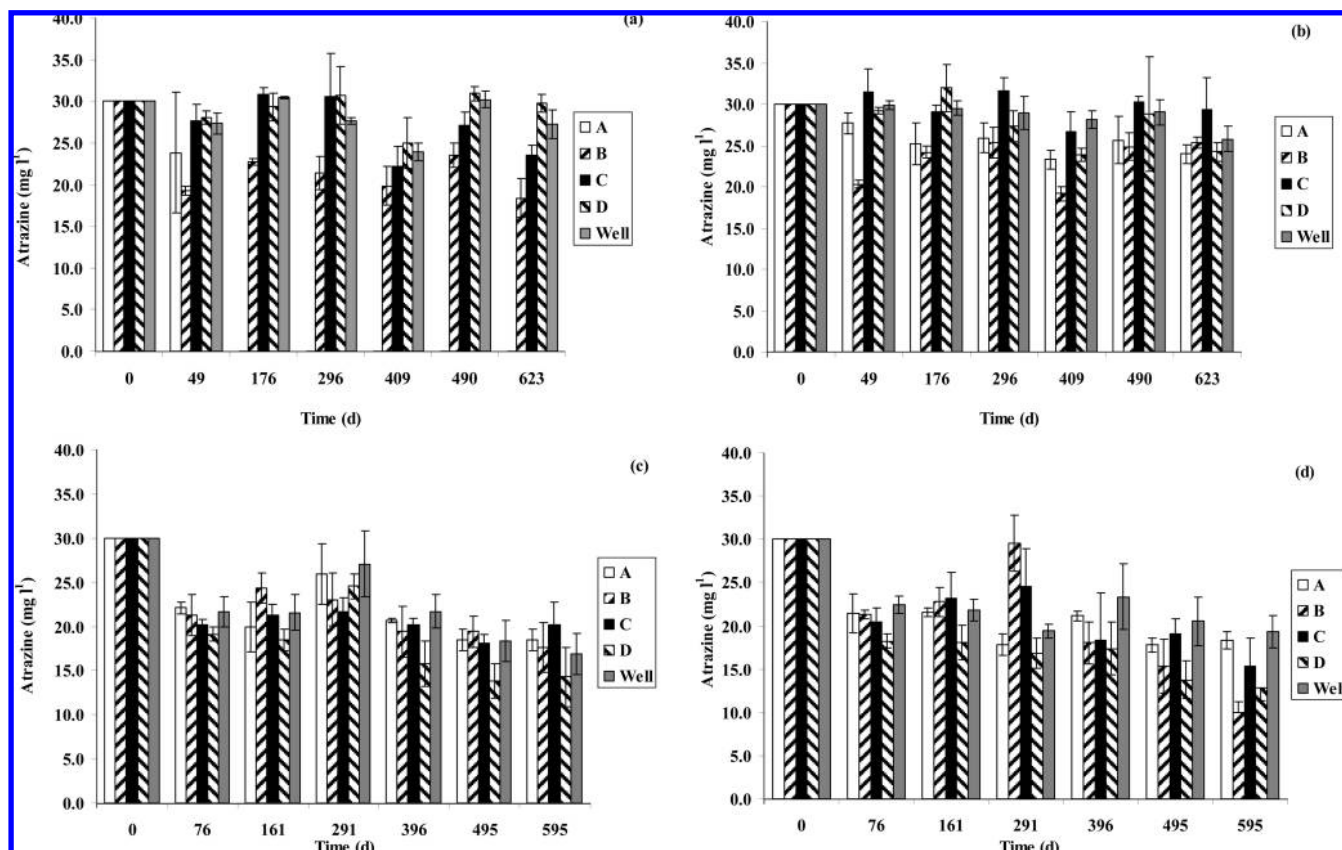 (a)
40.0
35.0
30.0
25.0
20.0
15.0
10.0
5.0
0.0
Atrazine (mg l¹)
0 49 176 296 409 490 623
Time (d)
A
B
C
D
Well
(b)
40.0
35.0
30.0
25.0
20.0
15.0
10.0
5.0
0.0
Atrazine (mg l¹)
0 49 176 296 409 490 623
Time (d)
A
B
C
D
Well
(c)
40.0
35.0
30.0
25.0
20.0
15.0
10.0
5.0
0.0
Atrazine (mg l¹)
0 76 161 291 396 495 595
Time (d)
A
B
C
D
Well
(d)
40.0
35.0
30.0
25.0
20.0
15.0
10.0
5.0
0.0
Atrazine (mg l¹)
0 76 161 291 396 495 595
Time (d)
A
B
C
D
Well